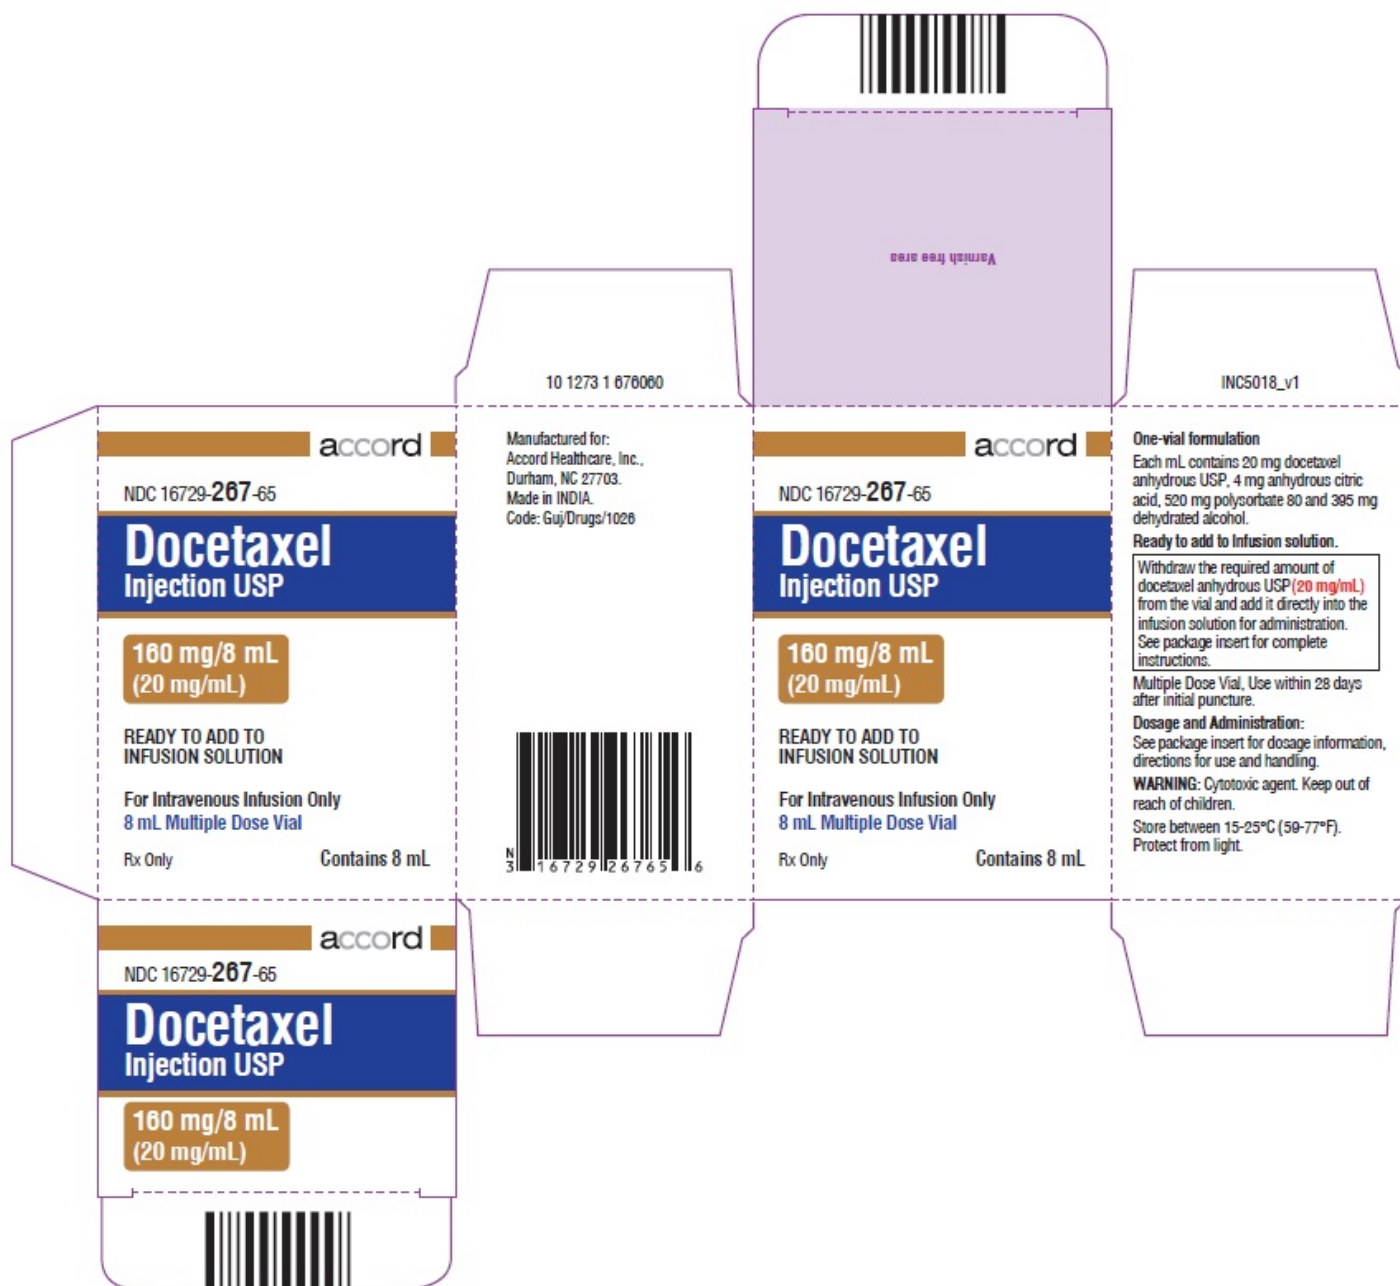 Varnish free area
10 1273 1 676060
INC5018_v1
accord
NDC 16729-267-65
Docetaxel
Injection USP
160 mg/8 mL
(20 mg/mL)
READY TO ADD TO
INFUSION SOLUTION
For Intravenous Infusion Only
8 mL Multiple Dose Vial
Rx Only
Contains 8 mL
Manufactured for:
Accord Healthcare, Inc.,
Durham, NC 27703.
Made in INDIA.
Code: Guj/Drugs/1026
N
3 16729 26765 6
accord
NDC 16729-267-65
Docetaxel
Injection USP
160 mg/8 mL
(20 mg/mL)
READY TO ADD TO
INFUSION SOLUTION
For Intravenous Infusion Only
8 mL Multiple Dose Vial
Rx Only
Contains 8 mL
One-vial formulation
Each mL contains 20 mg docetaxel
anhydrous USP, 4 mg anhydrous citric
acid, 520 mg polysorbate 80 and 395 mg
dehydrated alcohol.
Ready to add to Infusion solution.
Withdraw the required amount of
docetaxel anhydrous USP(20 mg/mL)
from the vial and add it directly into the
infusion solution for administration.
See package insert for complete
instructions.
Multiple Dose Vial, Use within 28 days
after initial puncture.
Dosage and Administration:
See package insert for dosage information,
directions for use and handling.
WARNING: Cytotoxic agent. Keep out of
reach of children.
Store between 15-25°C (59-77°F).
Protect from light.
accord
NDC 16729-267-65
Docetaxel
Injection USP
160 mg/8 mL
(20 mg/mL)